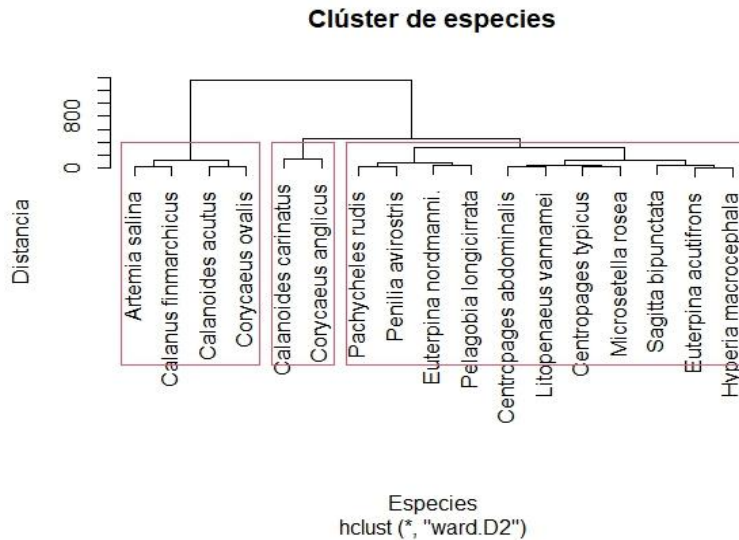 Clúster de especies
Distancia
800
0
Artemia salina
Calanus finmarchicus
Calanoides acutus
Corycaeus ovalis
Calanoides carinatus
Corycaeus anglicus
Pachycheles rudis
Penillia avirostris
Euterpina nordmanni.
Pelagobia longicirrata
Centropages abdominalis
Litopenaeus vannamei
Centropages typicus
Microsetella rosea
Sagitta bipunctata
Euterpina acutifrons
Hyperia macrocephala
Especies
hclust (*, "ward.D2")